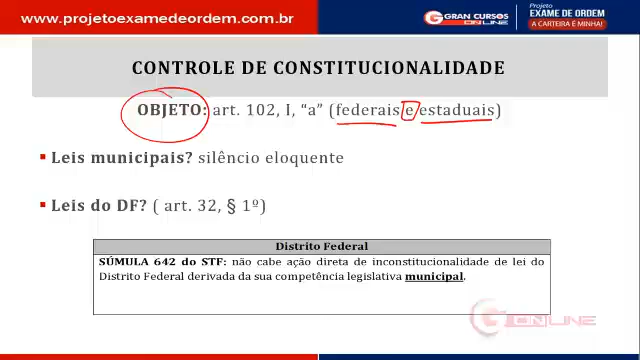 www.projetoexamedeordem.com.br
GRAN CURSOS
ONLINE
Projeto
EXAME DE ORDEM
A CARTEIRA É MINHA!
CONTROLE DE CONSTITUCIONALIDADE
OBJETO: art. 102, I, “a” (federais e estaduais)
Leis municipais? silêncio eloquente
Leis do DF? ( art. 32, § 1º)
Distrito Federal
SÚMULA 642 do STF: não cabe ação direta de inconstitucionalidade de lei do
Distrito Federal derivada da sua competência legislativa municipal.
ONLINE